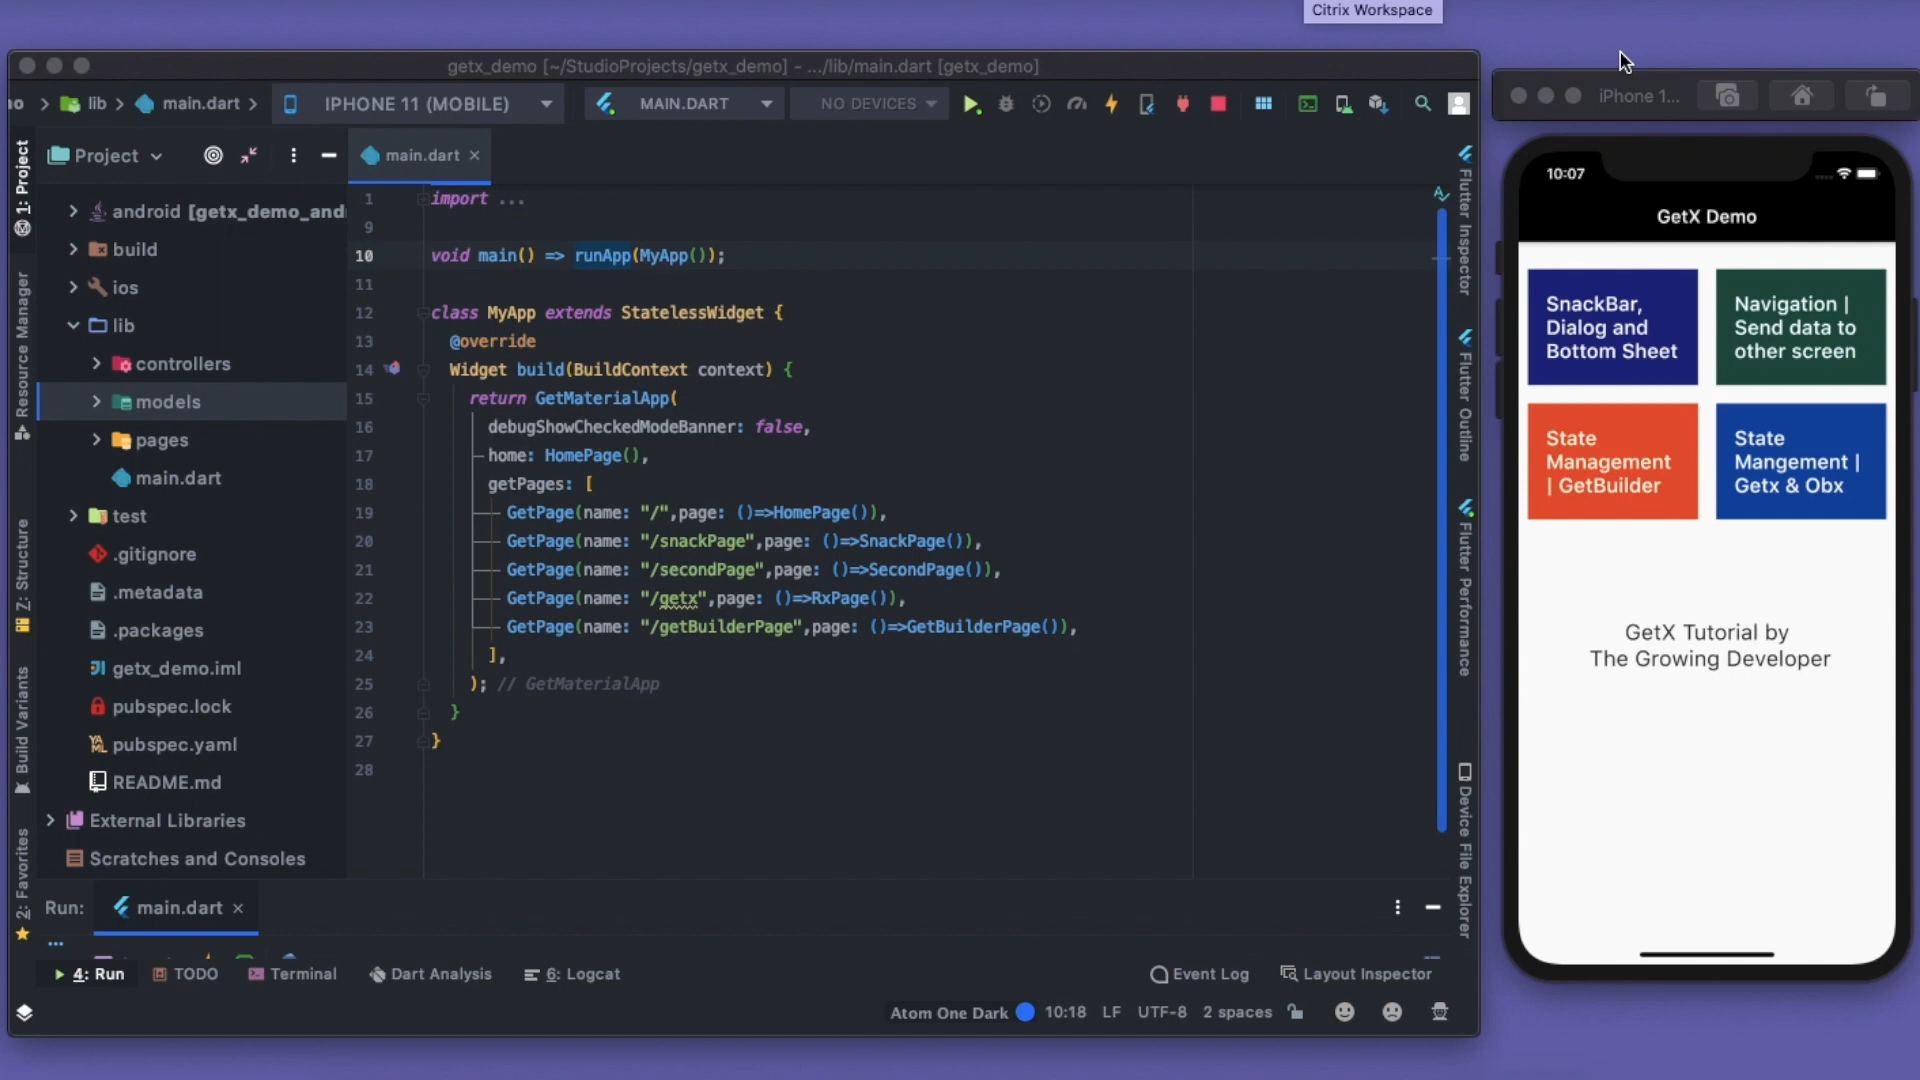 Citrix Workspace
getx_demo [~/StudioProjects/getx_demo] - .../lib/main.dart [getx_demo]
lib
main.dart
IPHONE 11 (MOBILE)
MAIN.DART
NO DEVICES
1: Project
Resource Manager
Z: Structure
Build Variants
2: Favorites
Project
android [getx_demo_and
build
ios
lib
controllers
models
pages
main.dart
test
.gitignore
.metadata
.packages
getx_demo.iml
pubspec.lock
pubspec.yaml
README.md
External Libraries
Scratches and Consoles
main.dart
1 import ...
9
10 void main() => runApp(MyApp());
11
12 class MyApp extends StatelessWidget {
13 @override
14 Widget build(BuildContext context) {
15 return GetMaterialApp(
16 debugShowCheckedModeBanner: false,
17 home: HomePage(),
18 getPages: [
19 GetPage(name: "/",page: ()=>HomePage()),
20 GetPage(name: "/snackPage",page: ()=>SnackPage()),
21 GetPage(name: "/secondPage",page: ()=>SecondPage()),
22 GetPage(name: "/getx",page: ()=>RxPage()),
23 GetPage(name: "/getBuilderPage",page: ()=>GetBuilderPage()),
24 ],
25 ); // GetMaterialApp
26 }
27 }
28
Flutter Inspector
Flutter Outline
Flutter Performance
Device File Explorer
Run:
main.dart
4: Run
TODO
Terminal
Dart Analysis
6: Logcat
Event Log
Layout Inspector
Atom One Dark
10:18
LF
UTF-8
2 spaces
iPhone 1...
10:07
GetX Demo
SnackBar,
Dialog and
Bottom Sheet
Navigation |
Send data to
other screen
State
Management
| GetBuilder
State
Mangement |
Getx & Obx
GetX Tutorial by
The Growing Developer